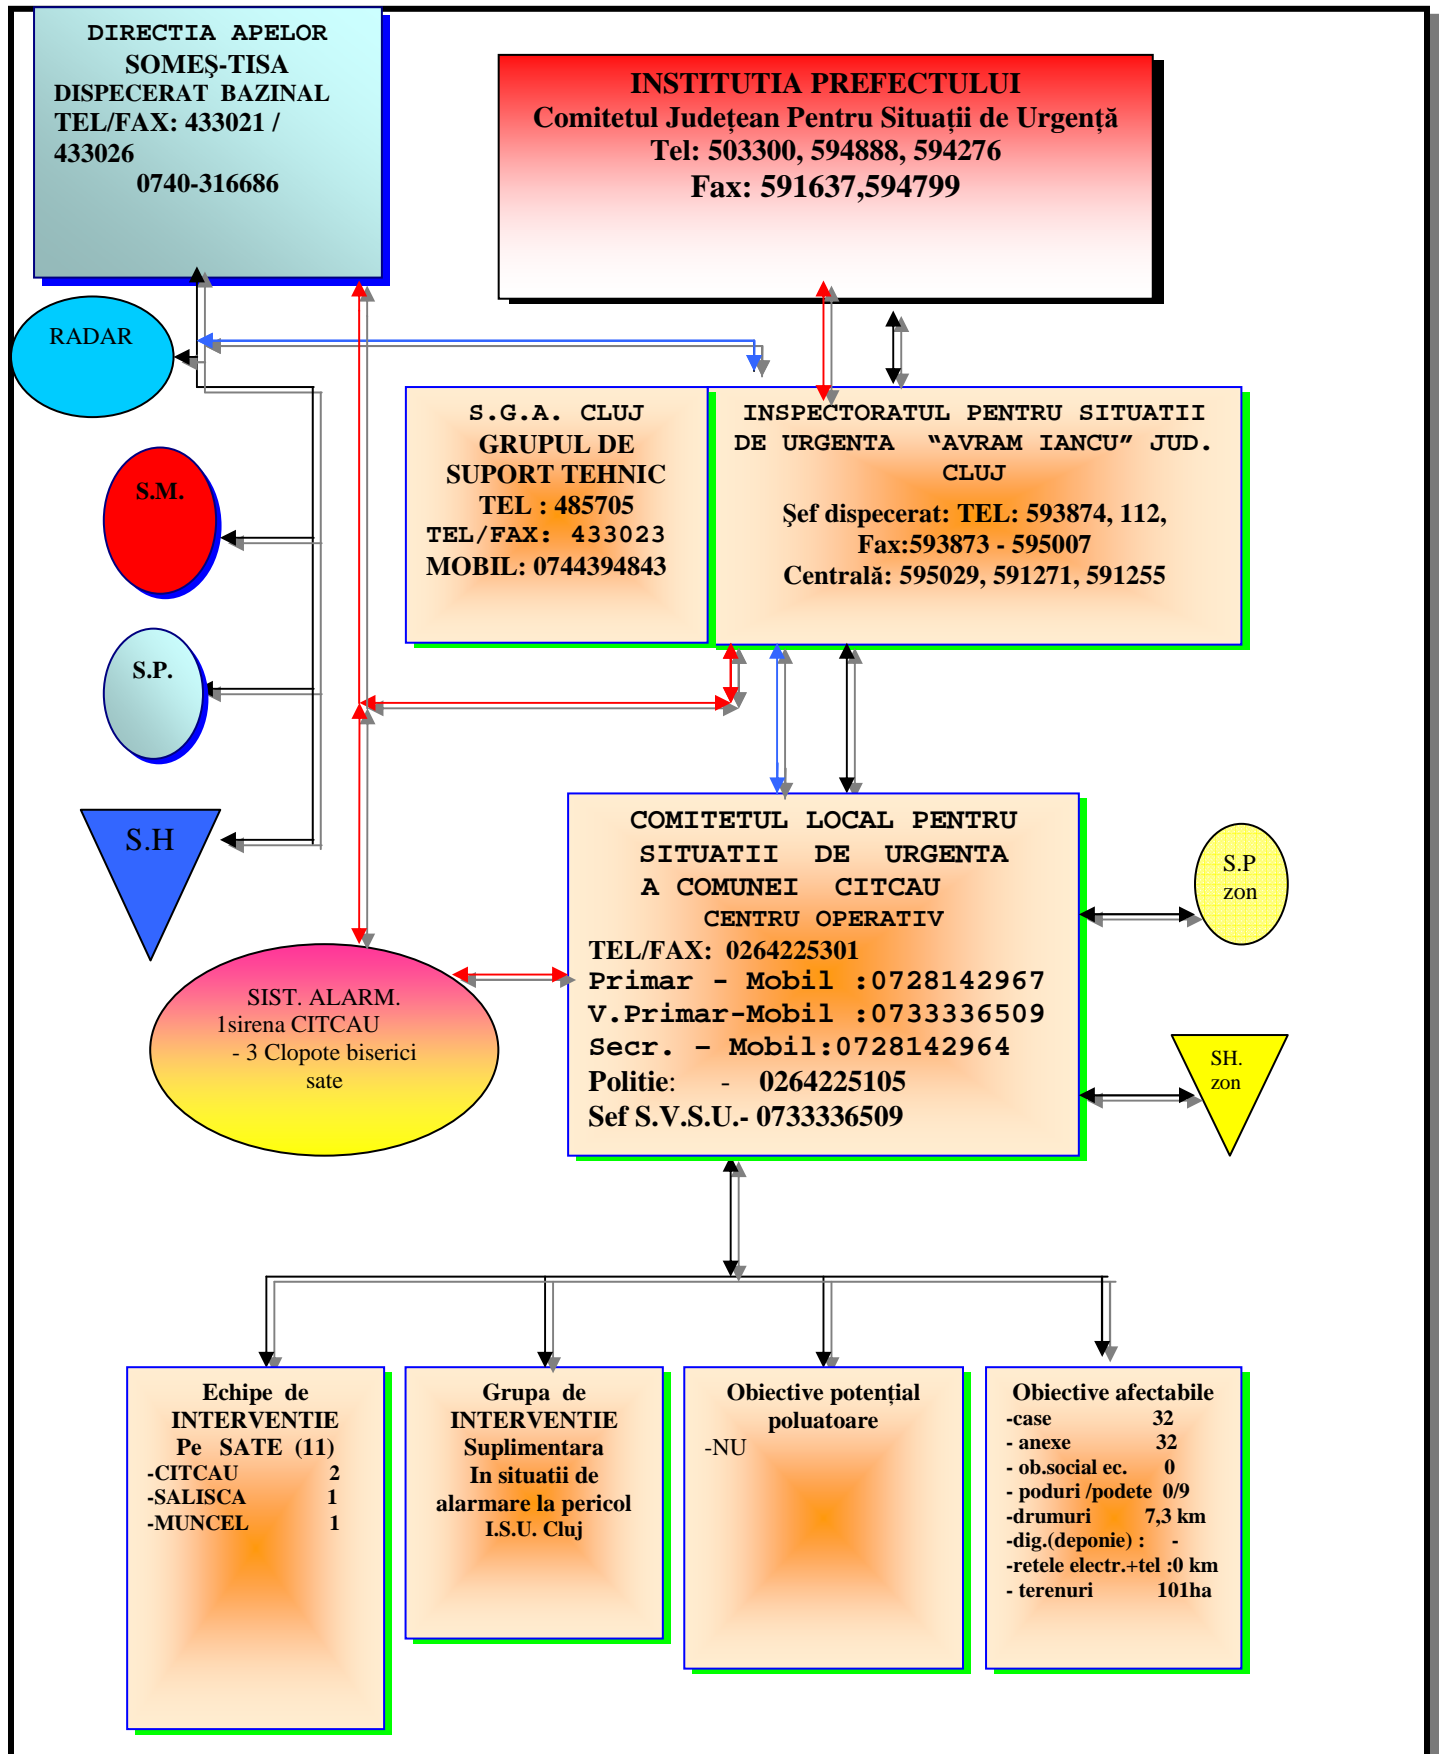 DIRECTIA APELOR
SOMEŞ-TISA
DISPECERAT BAZINAL
TEL/FAX: 433021 /
433026
0740-316686
INSTITUTIA PREFECTULUI
Comitetul Județean Pentru Situații de Urgență
Tel: 503300, 594888, 594276
Fax: 591637,594799
RADAR
S.G.A. CLUJ
GRUPUL DE
SUPORT TEHNIC
TEL : 485705
TEL/FAX: 433023
MOBIL: 0744394843
INSPECTORATUL PENTRU SITUATII
DE URGENTA “AVRAM IANCU” JUD.
CLUJ
Şef dispecerat: TEL: 593874, 112,
Fax:593873 - 595007
Centrală: 595029, 591271, 591255
S.M.
S.P.
S.H
COMITETUL LOCAL PENTRU
SITUATII DE URGENTA
A COMUNEI CITCAU
CENTRU OPERATIV
TEL/FAX: 0264225301
Primar - Mobil :0728142967
V.Primar-Mobil :0733336509
Secr. – Mobil:0728142964
Politie: - 0264225105
Sef S.V.S.U.- 0733336509
S.P
zon
SH.
zon
SIST. ALARM.
1sirena CITCAU
- 3 Clopote biserici
sate
Echipe de
INTERVENTIE
Pe SATE (11)
-CITCAU 2
-SALISCA 1
-MUNCEL 1
Grupa de
INTERVENTIE
Suplimentara
In situatii de
alarmare la pericol
I.S.U. Cluj
Obiective potențial
poluatoare
-NU
Obiective afectabile
-case 32
- anexe 32
- ob.social ec. 0
- poduri /podete 0/9
-drumuri 7,3 km
-dig.(deponie) : -
-retele electr.+tel :0 km
- terenuri 101ha